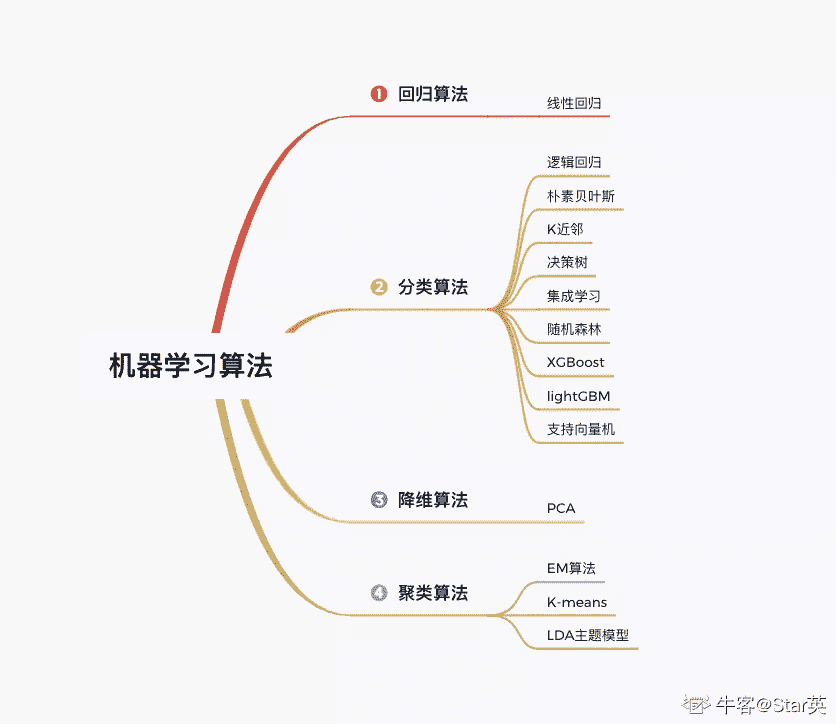 1 回归算法
线性回归
逻辑回归
朴素贝叶斯
K近邻
决策树
2 分类算法
集成学习
随机森林
XGBoost
机器学习算法
lightGBM
支持向量机
3 降维算法
PCA
EM算法
4 聚类算法
K-means
LDA主题模型
牛客@Star英